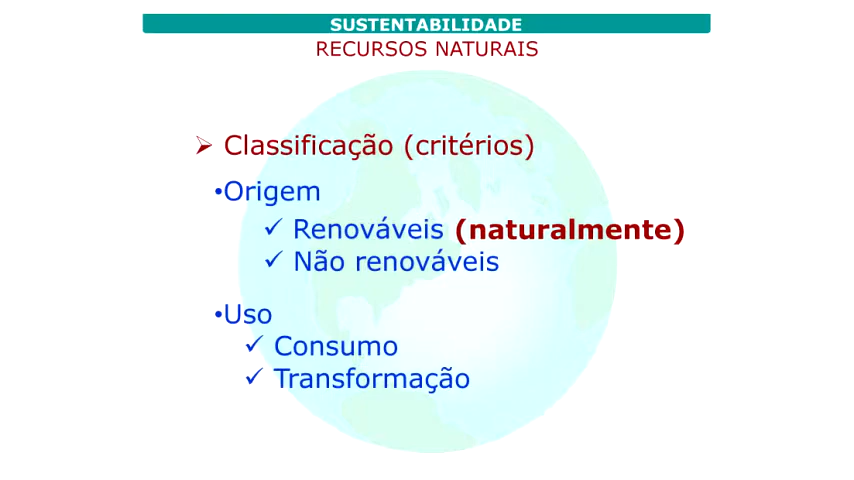 SUSTENTABILIDADE
RECURSOS NATURAIS
➢ Classificação (critérios)
•Origem
✓ Renováveis (naturalmente)
✓ Não renováveis
•Uso
✓ Consumo
✓ Transformação